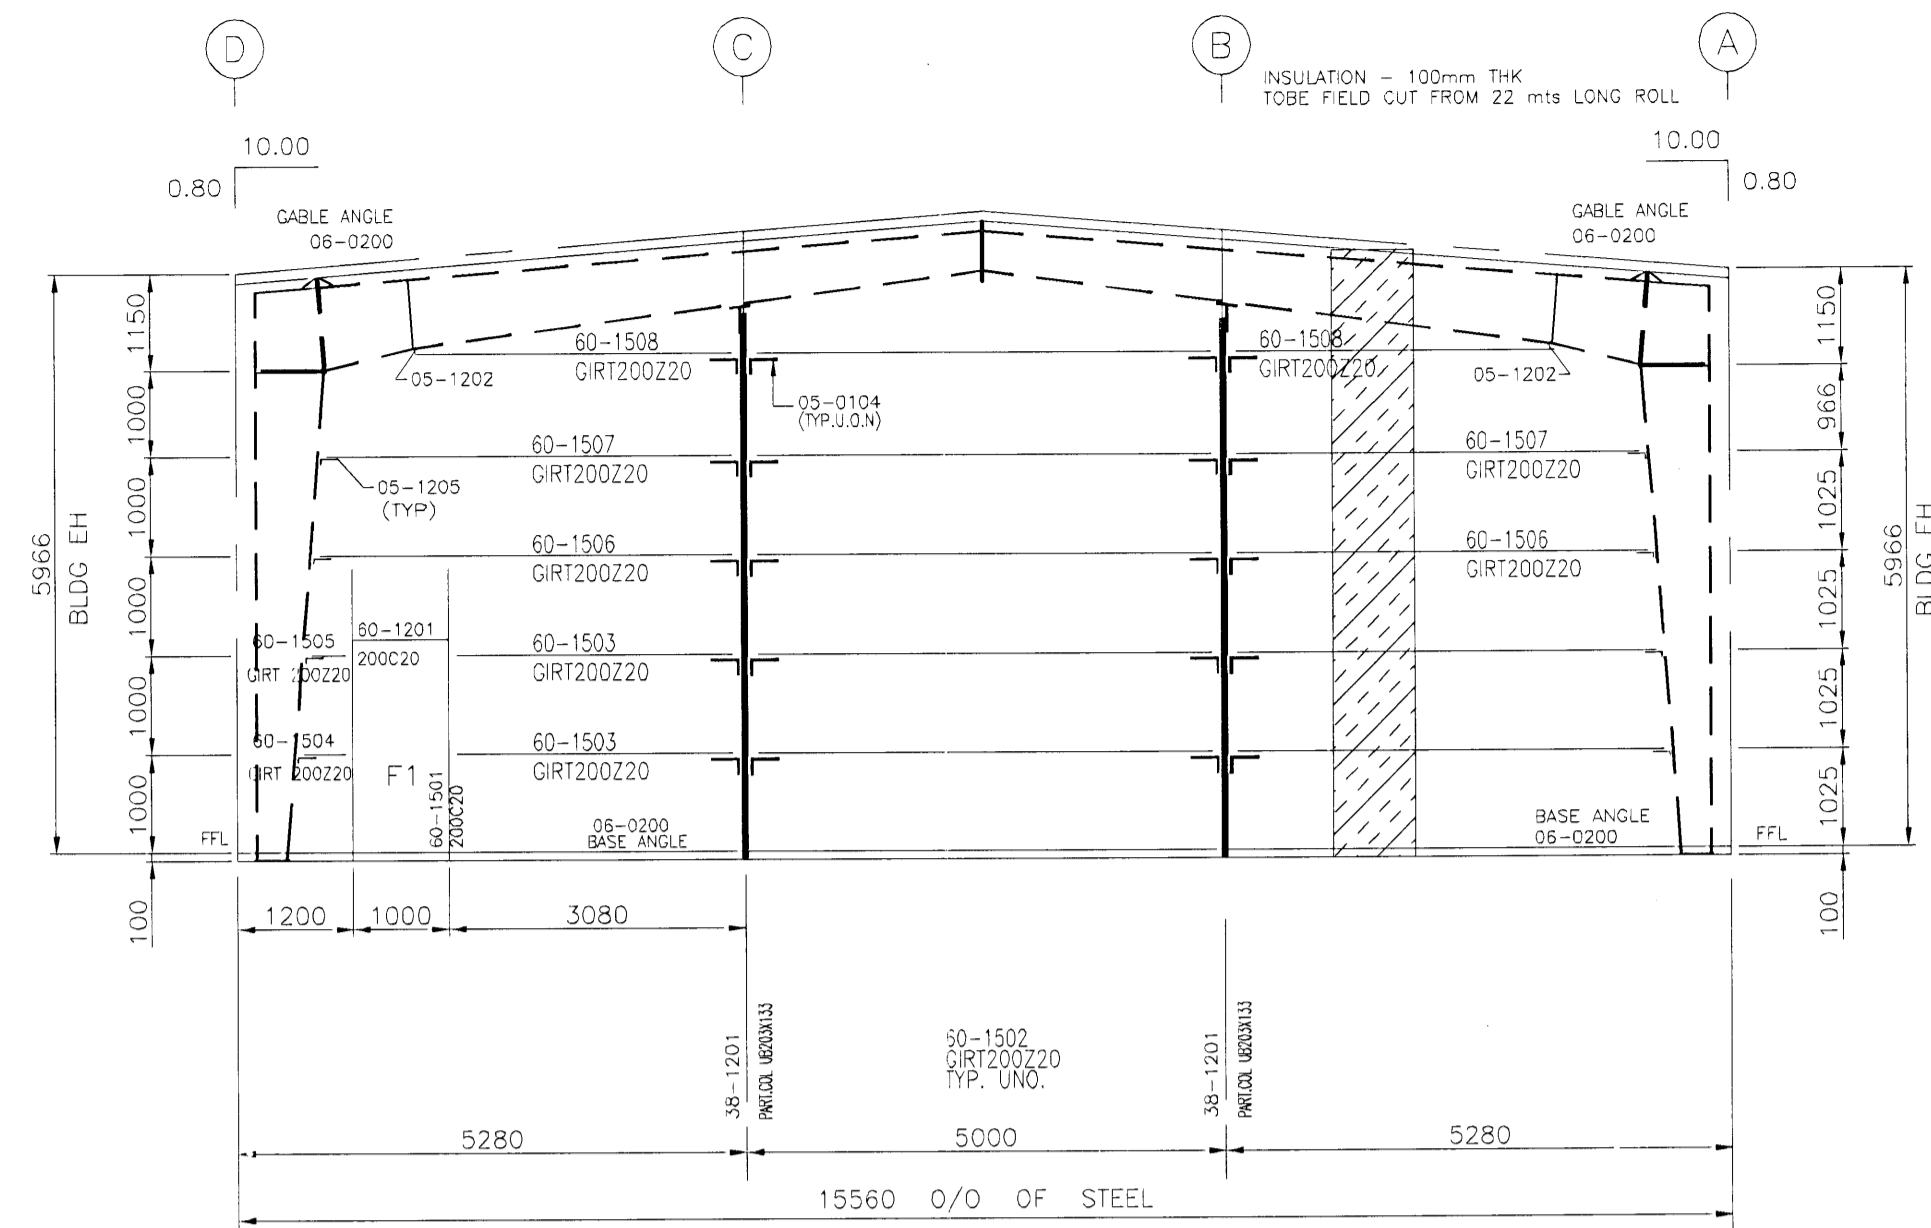 D
C
B
A
INSULATION - 100mm THK
TOBE FIELD CUT FROM 22 mts LONG ROLL
10.00
0.80
10.00
0.80
GABLE ANGLE
06-0200
GABLE ANGLE
06-0200
1150
1000
1000
1000
1000
1000
100
5966
BLDG EH
1150
966
1025
1025
1025
1025
100
5966
BLDG EH
60-1508
GIRT200Z20
60-1508
GIRT200Z20
05-1202
05-1202
05-0104
(TYP.U.O.N)
60-1507
GIRT200Z20
60-1507
GIRT200Z20
05-1205
(TYP)
60-1506
GIRT200Z20
60-1506
GIRT200Z20
60-1505
GIRT 200Z20
60-1201
200C20
60-1503
GIRT200Z20
60-1504
GIRT 200Z20
F1
60-1501
200C20
60-1503
GIRT200Z20
FFL
06-0200
BASE ANGLE
BASE ANGLE
06-0200
FFL
1200
1000
3080
38-1201
PART.COL UB203X133
60-1502
GIRT200Z20
TYP. UNO.
38-1201
PART.COL UB203X133
5280
5000
5280
15560 O/O OF STEEL